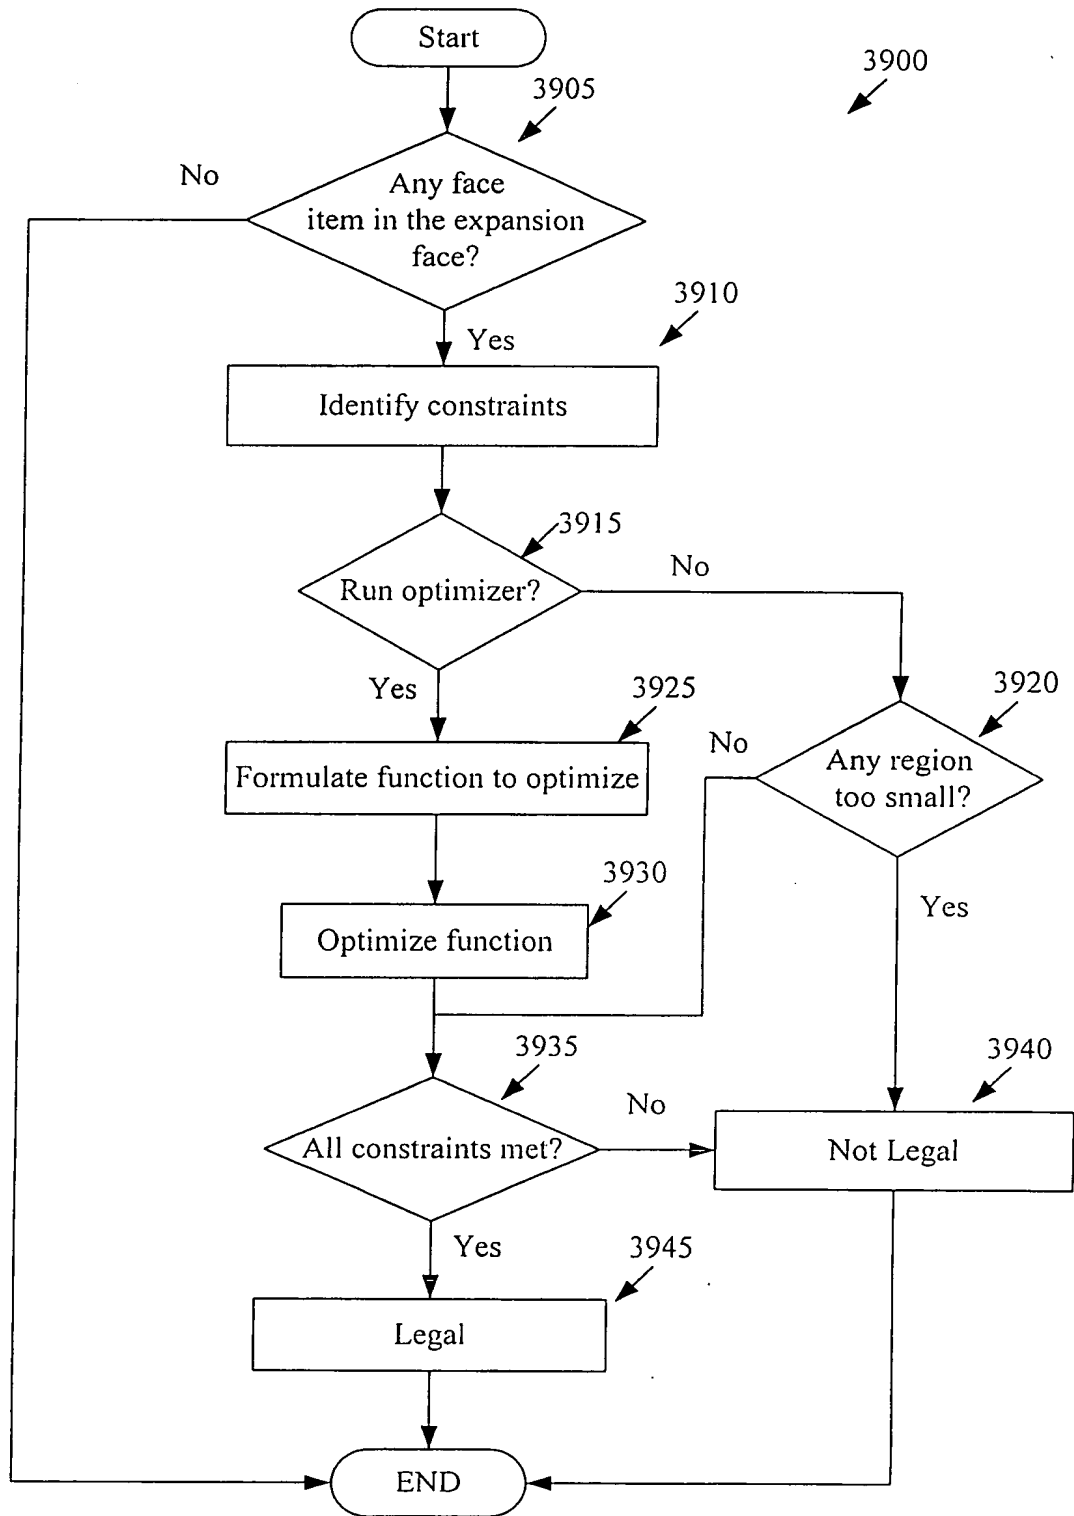 Start
3900
3905
No
Any face
item in the expansion
face?
3910
Yes
Identify constraints
3915
No
Run optimizer?
Yes
3925
3920
No
Any region
too small?
Formulate function to optimize
3930
Yes
Optimize function
3935
3940
No
All constraints met?
Not Legal
Yes
3945
Legal
END